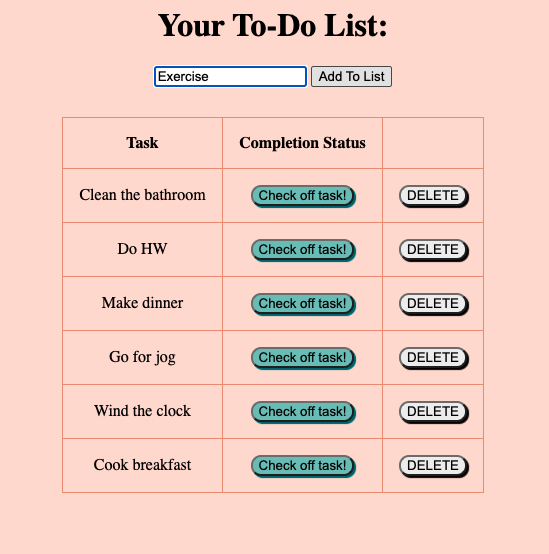 Your To-Do List:
Exercise Add To List
Task Completion Status
Clean the bathroom Check off task! DELETE
Do HW Check off task! DELETE
Make dinner Check off task! DELETE
Go for jog Check off task! DELETE
Wind the clock Check off task! DELETE
Cook breakfast Check off task! DELETE